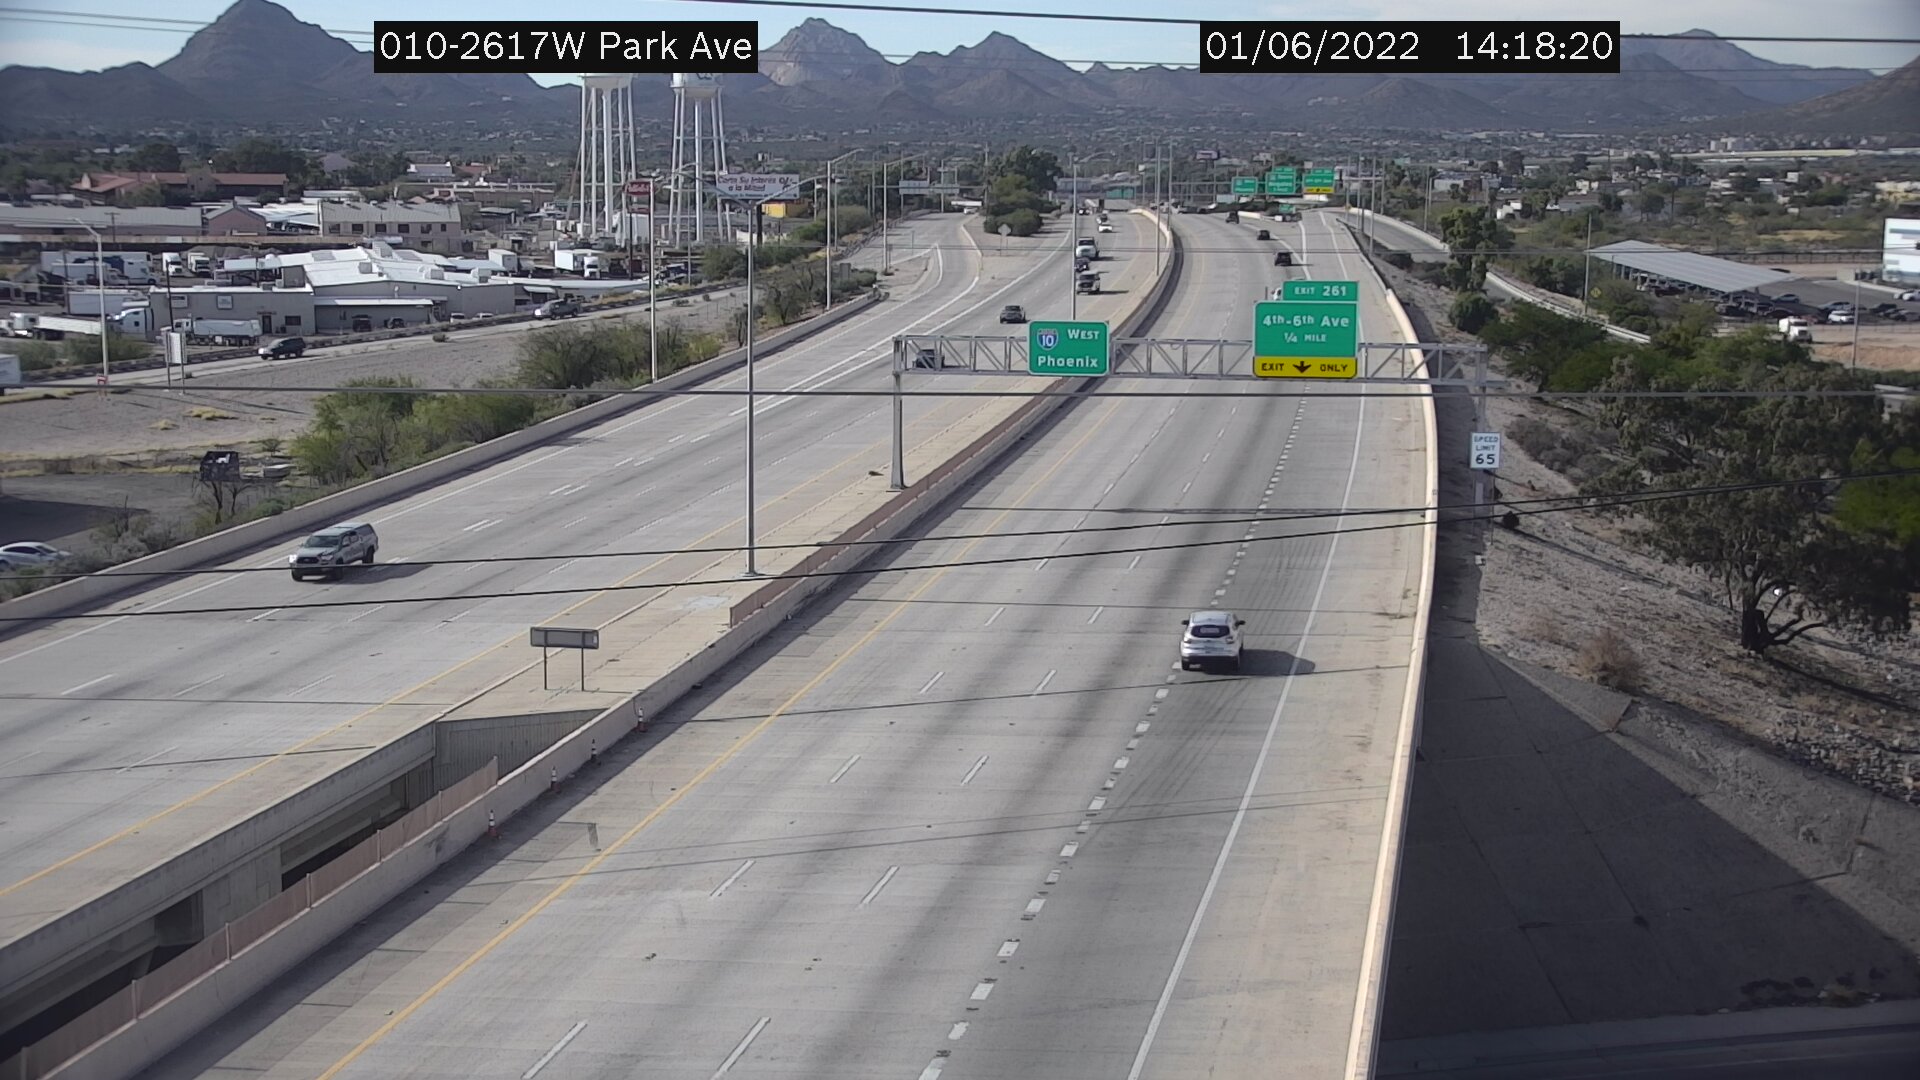 010-2617W Park Ave
01/06/2022 14:18:20
EXIT 261
10 WEST
Phoenix
4th-6th Ave
1/4 MILE
EXIT ONLY
SPEED
LIMIT
65